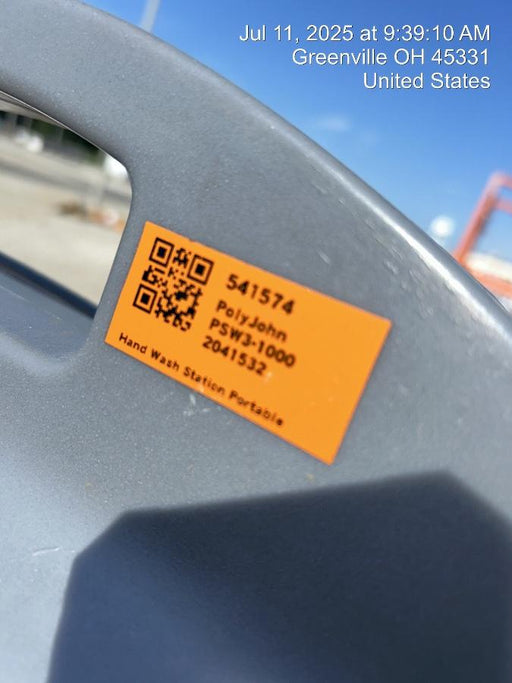 Jul 11, 2025 at 9:39:10 AM
Greenville OH 45331
United States
541574
PolyJohn
PSW3-1000
2041532
Hand Wash Station Portable